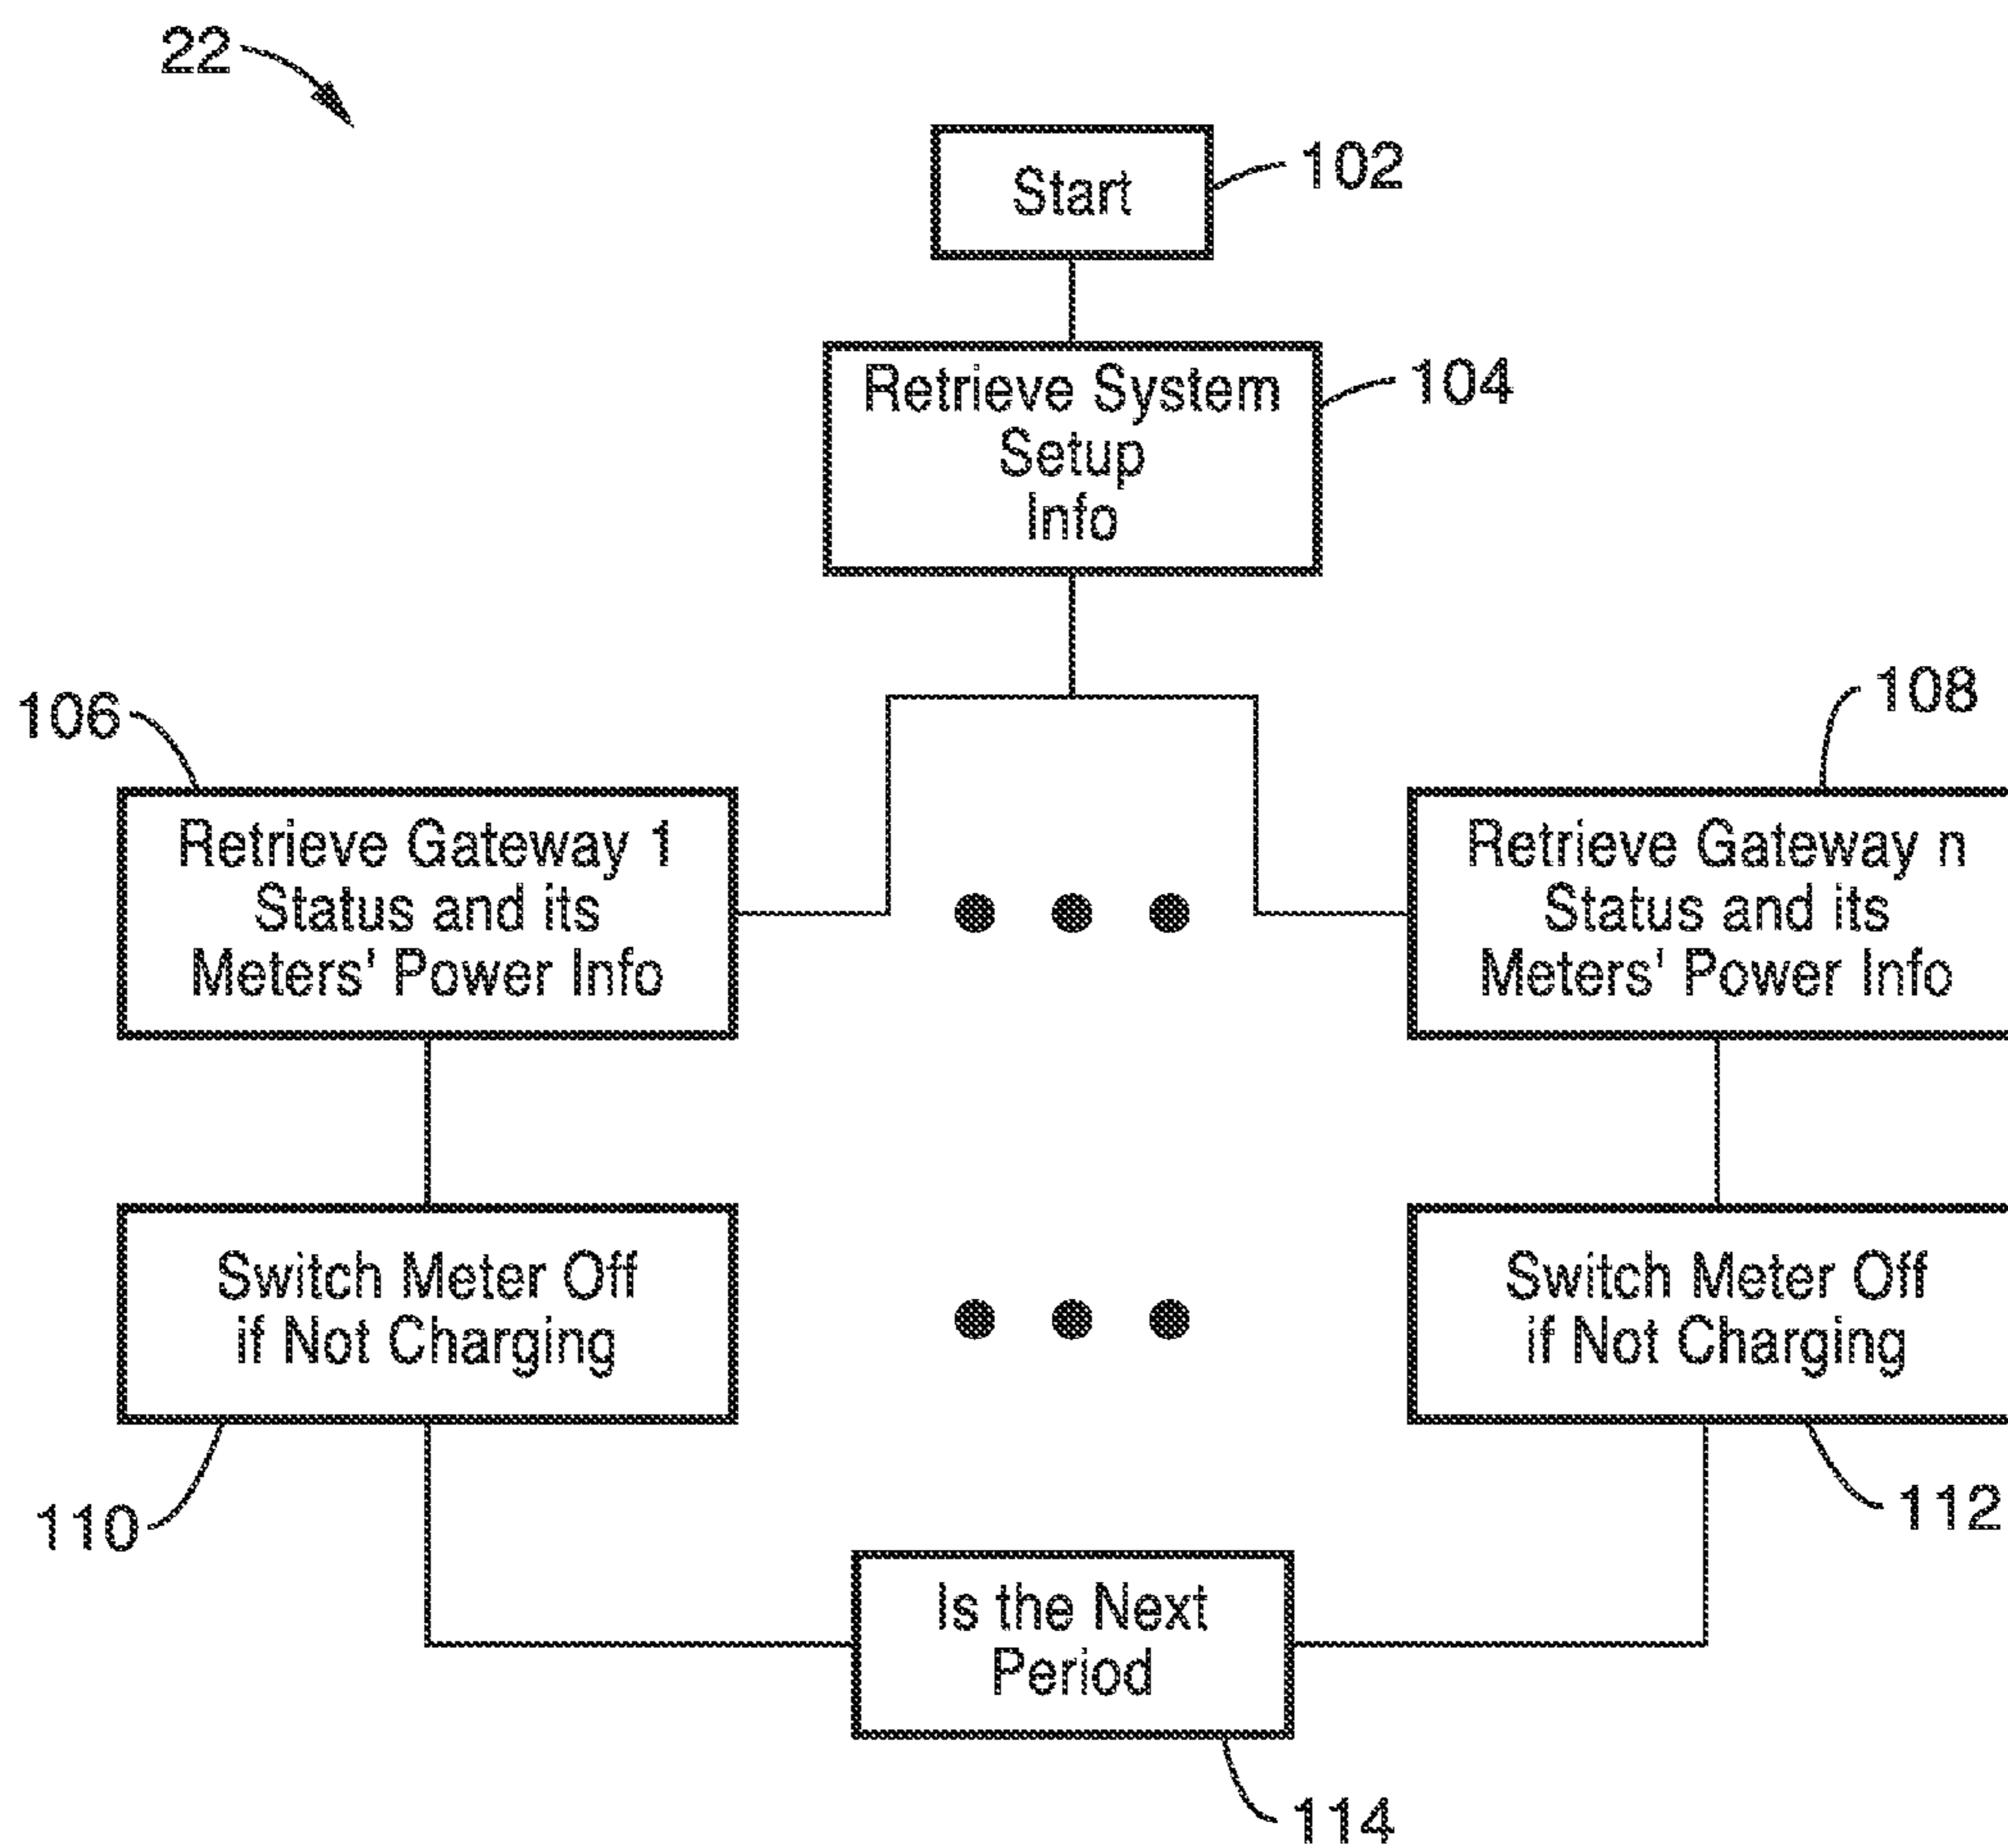 22
Start
102
Retrieve System
Setup
Info
104
106
108
Retrieve Gateway 1
Status and its
Meters' Power Info
Retrieve Gateway n
Status and its
Meters' Power Info
Switch Meter Off
if Not Charging
Switch Meter Off
if Not Charging
110
112
Is the Next
Period
114